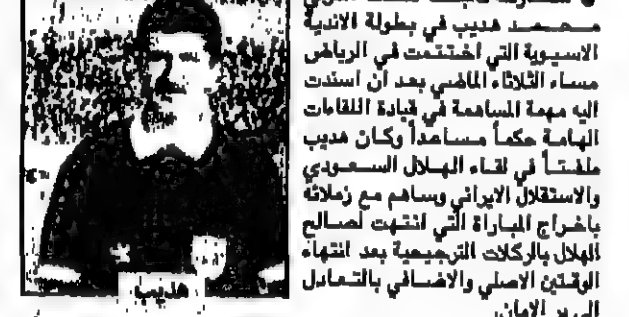 محمد هديب في بطولة الاندية
الاسيوية التي اختتمت في الرياض
مساء الثلاثاء الماضي بعد أن اسندت
اليه مهمة المساهمة في قيادة اللقاءات
الهامة حكماً مساعداً وكان هديب
ملفتاً في لقاء الهلال السعودي
والاستقلال الايراني وساهم مع زملائه
باخراج المباراة التي انتهت لصالح
الهلال بالركلات الترجيحية بعد انتهاء
الوقتين الاصلي والاضافي بالتعادل
هديب